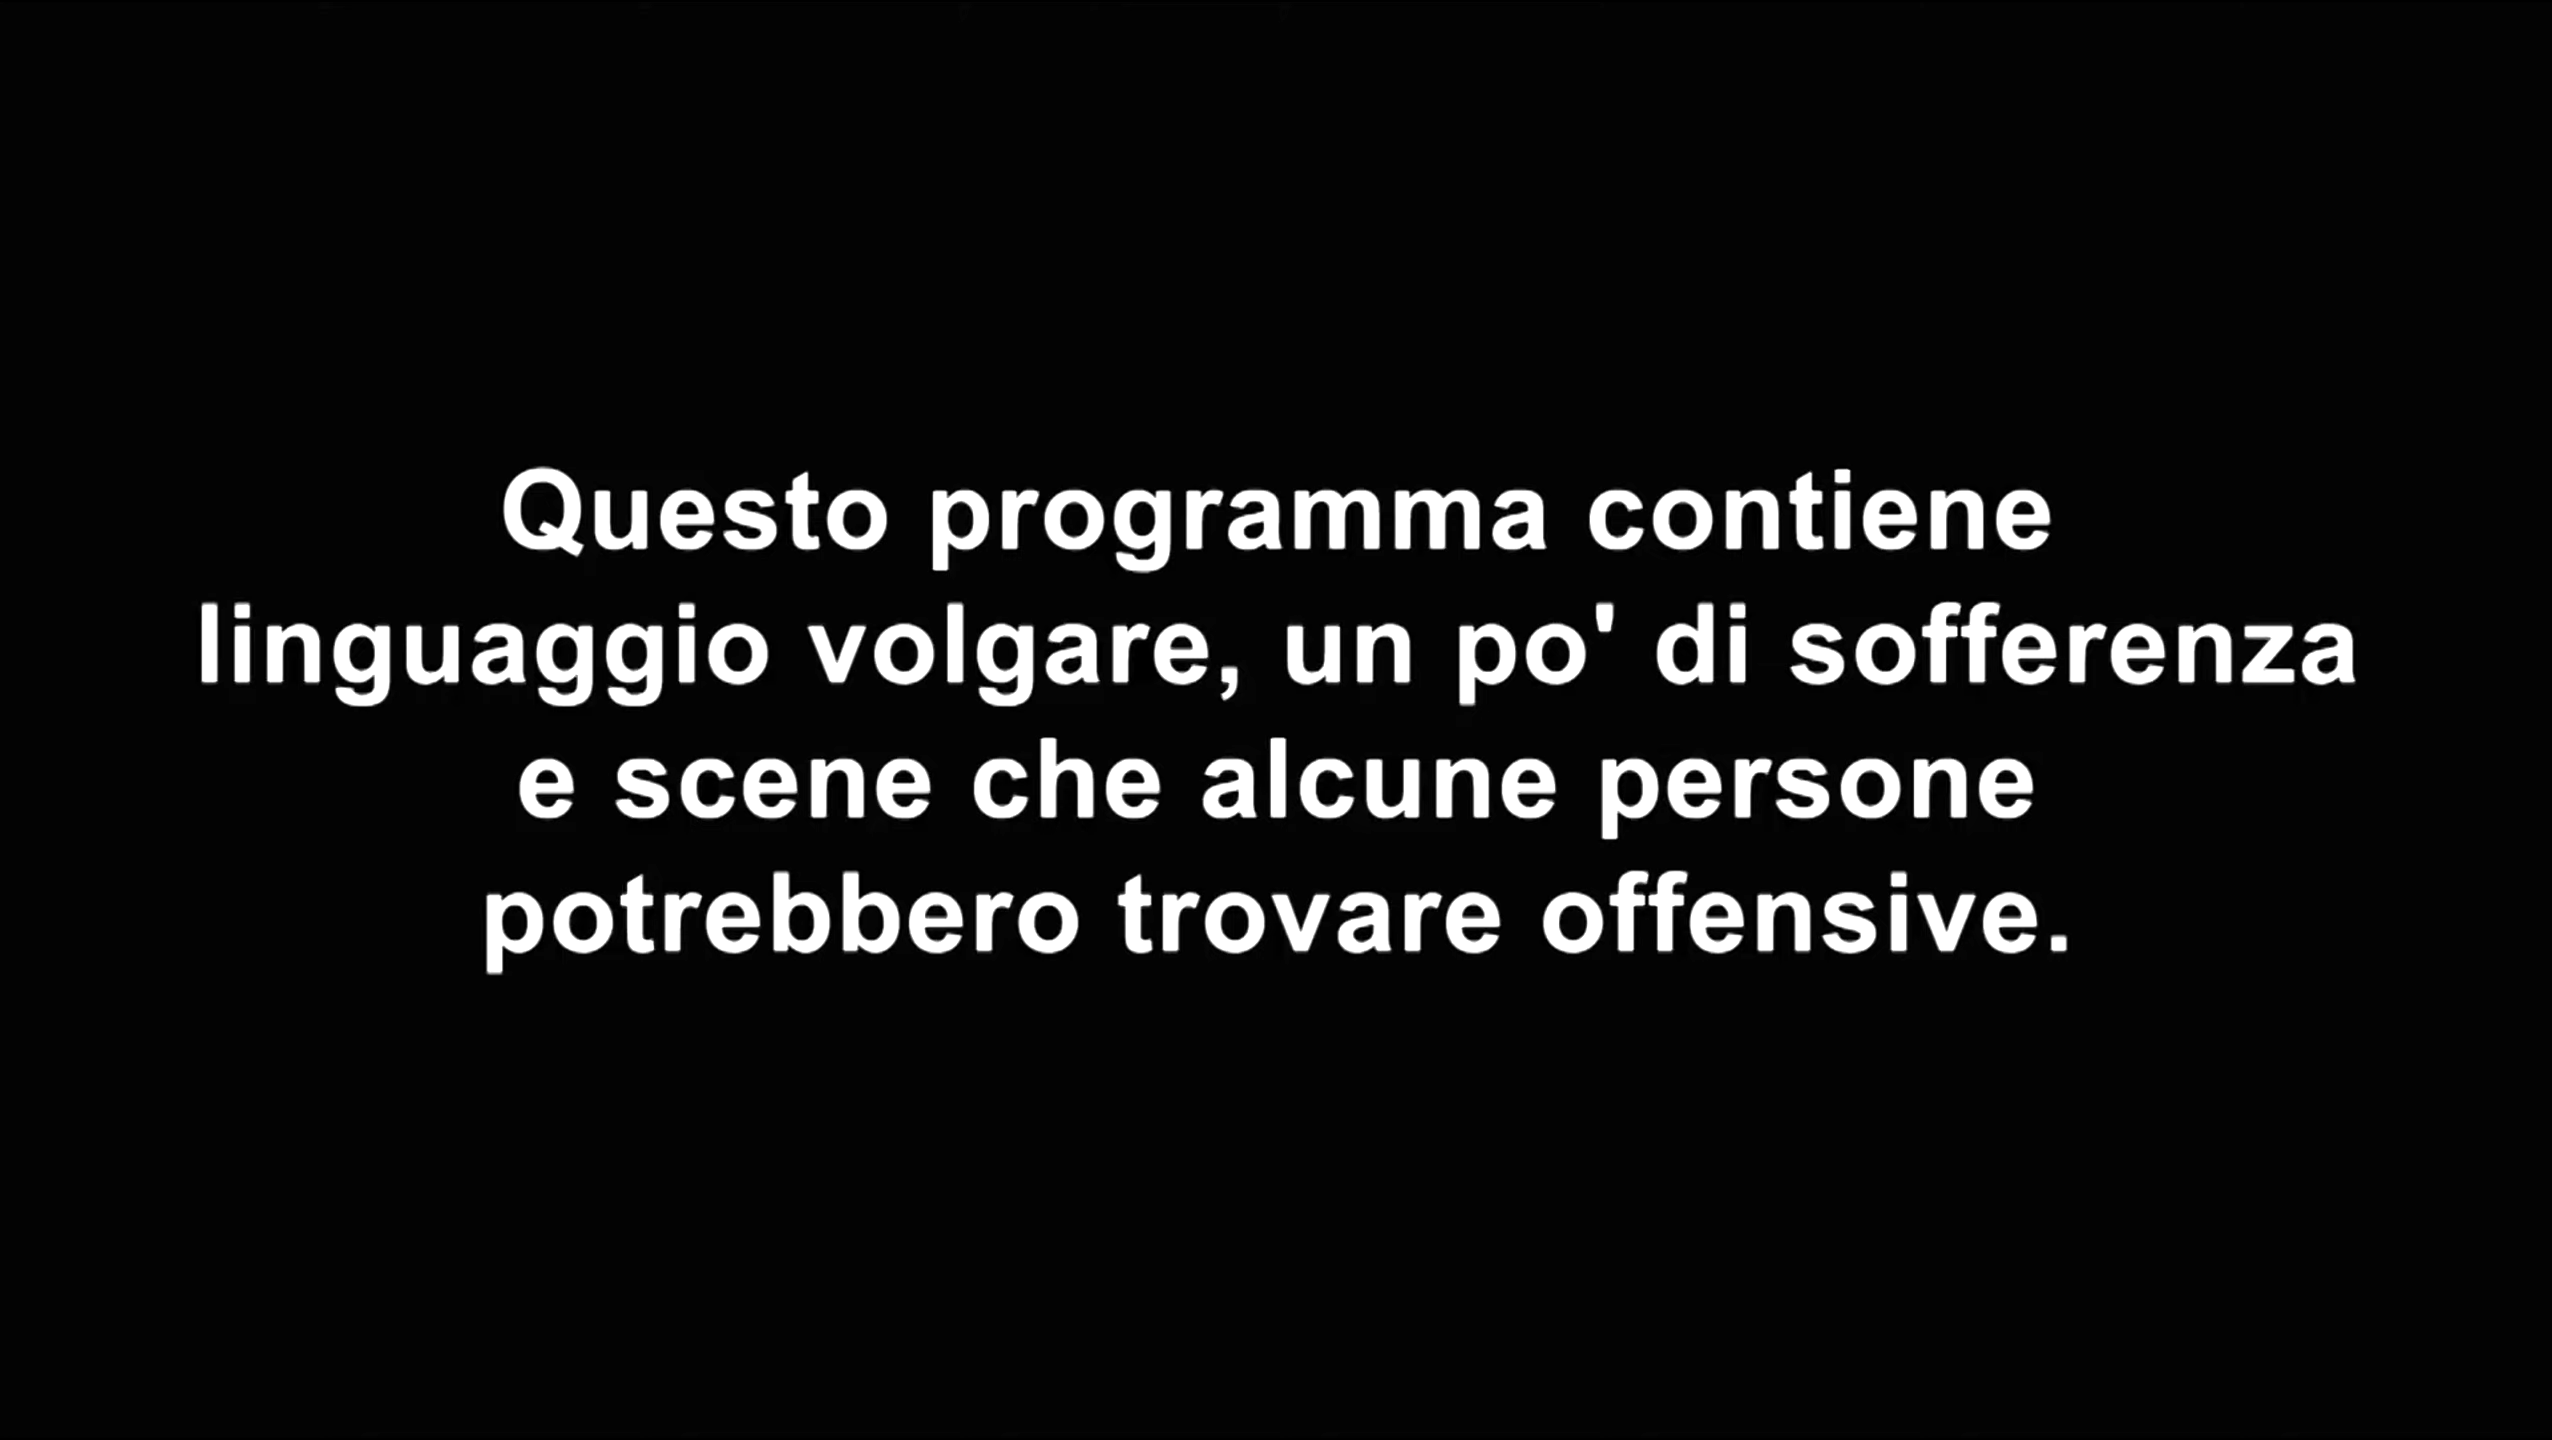 Questo programma contiene
linguaggio volgare, un po' di sofferenza
e scene che alcune persone
potrebbero trovare offensive.